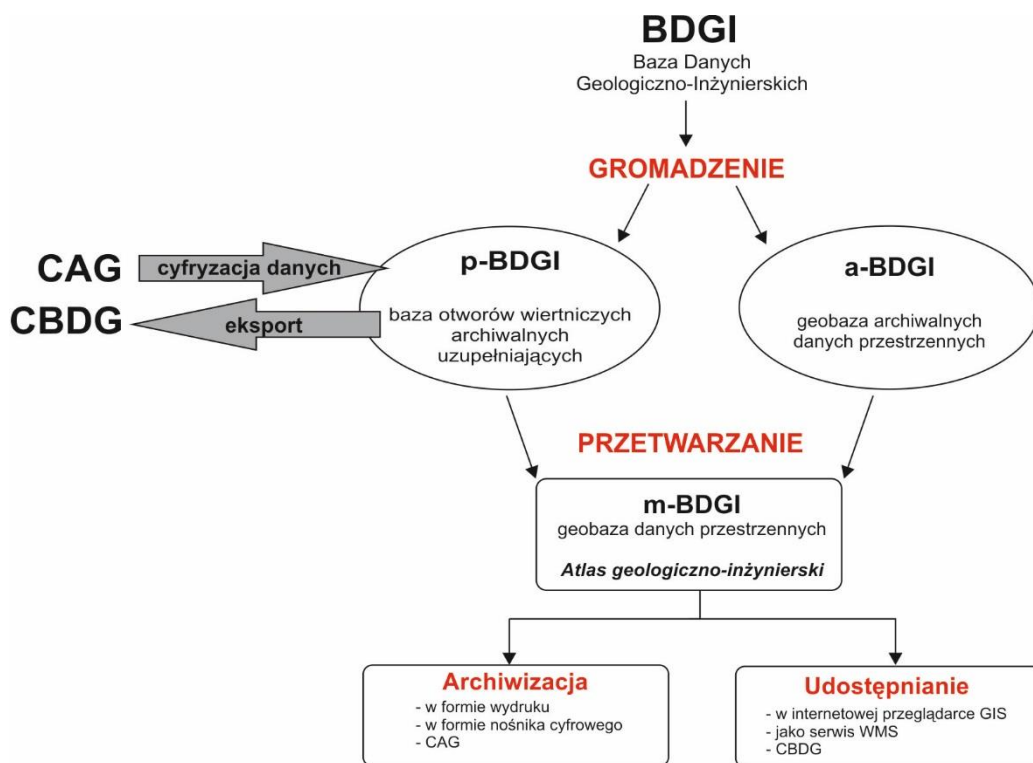 BDGI
Baza Danych
Geologiczno-Inżynierskich
GROMADZENIE
CAG
cyfryzacja danych
CBDG
eksport
p-BDGI
baza otworów wiertniczych
archiwalnych
uzupełniających
a-BDGI
geobaza archiwalnych
danych przestrzennych
PRZETWARZANIE
m-BDGI
geobaza danych przestrzennych
Atlas geologiczno-inżynierski
Archiwizacja
- w formie wydruku
- w formie nośnika cyfrowego
- CAG
Udostępnianie
- w internetowej przeglądarce GIS
- jako serwis WMS
- CBDG